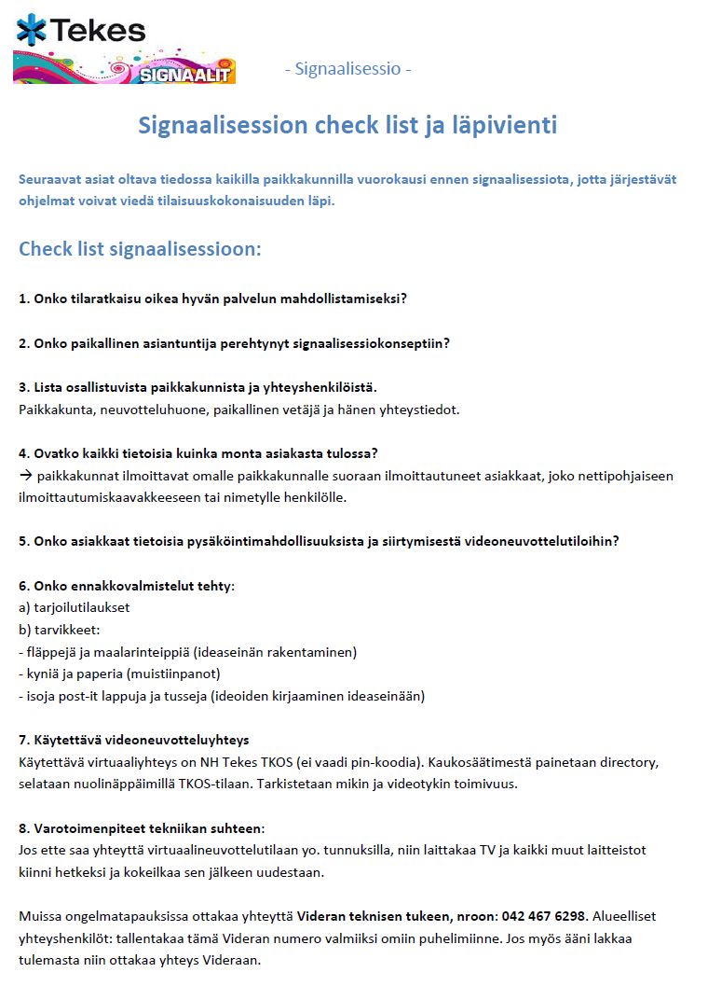 Tekes
SIGNAALIT
- Signaalisessio -
Signaalisession check list ja läpivienti
Seuraavat asiat oltava tiedossa kaikilla paikkakunnilla vuorokausi ennen signaalisessiota, jotta järjestävät
ohjelmat voivat viedä tilaisuuskokonaisuuden läpi.
Check list signaalisessioon:
1. Onko tilaratkaisu oikea hyvän palvelun mahdollistamiseksi?
2. Onko paikallinen asiantuntija perehtynyt signaalisessiokonseptiin?
3. Lista osallistuvista paikkakunnista ja yhteyshenkilöistä.
Paikkakunta, neuvotteluhuone, paikallinen vetäjä ja hänen yhteystiedot.
4. Ovatko kaikki tietoisia kuinka monta asiakasta tulossa?
→ paikkakunnat ilmoittavat omalle paikkakunnalle suoraan ilmoittautuneet asiakkaat, joko nettipohjaiseen
ilmoittautumiskaavakkeeseen tai nimetylle henkilölle.
5. Onko asiakkaat tietoisia pysäköintimahdollisuuksista ja siirtymisestä videoneuvottelutiloihin?
6. Onko ennakkovalmistelut tehty:
a) tarjoilutilaukset
b) tarvikkeet:
- fläppejä ja maalarinteippiä (ideaseinän rakentaminen)
- kyniä ja paperia (muistiinpanot)
- isoja post-it lappuja ja tusseja (ideoiden kirjaaminen ideaseinään)
7. Käytettävä videoneuvotteluyhteys
Käytettävä virtuaaliyhteys on NH Tekes TKOS (ei vaadi pin-koodia). Kaukosäätimestä painetaan directory,
selataan nuolinäppäimillä TKOS-tilaan. Tarkistetaan mikin ja videotykin toimivuus.
8. Varotoimenpiteet tekniikan suhteen:
Jos ette saa yhteyttä virtuaalineuvottelutilaan yo. tunnuksilla, niin laittakaa TV ja kaikki muut laitteistot
kiinni hetkeksi ja kokeilkaa sen jälkeen uudestaan.
Muissa ongelmatapauksissa ottakaa yhteyttä Videran teknisen tukeen, nroon: 042 467 6298. Alueelliset
yhteyshenkilöt: tallentakaa tämä Videran numero valmiiksi omiin puhelimiinne. Jos myös ääni lakkaa
tulemasta niin ottakaa yhteys Videraan.